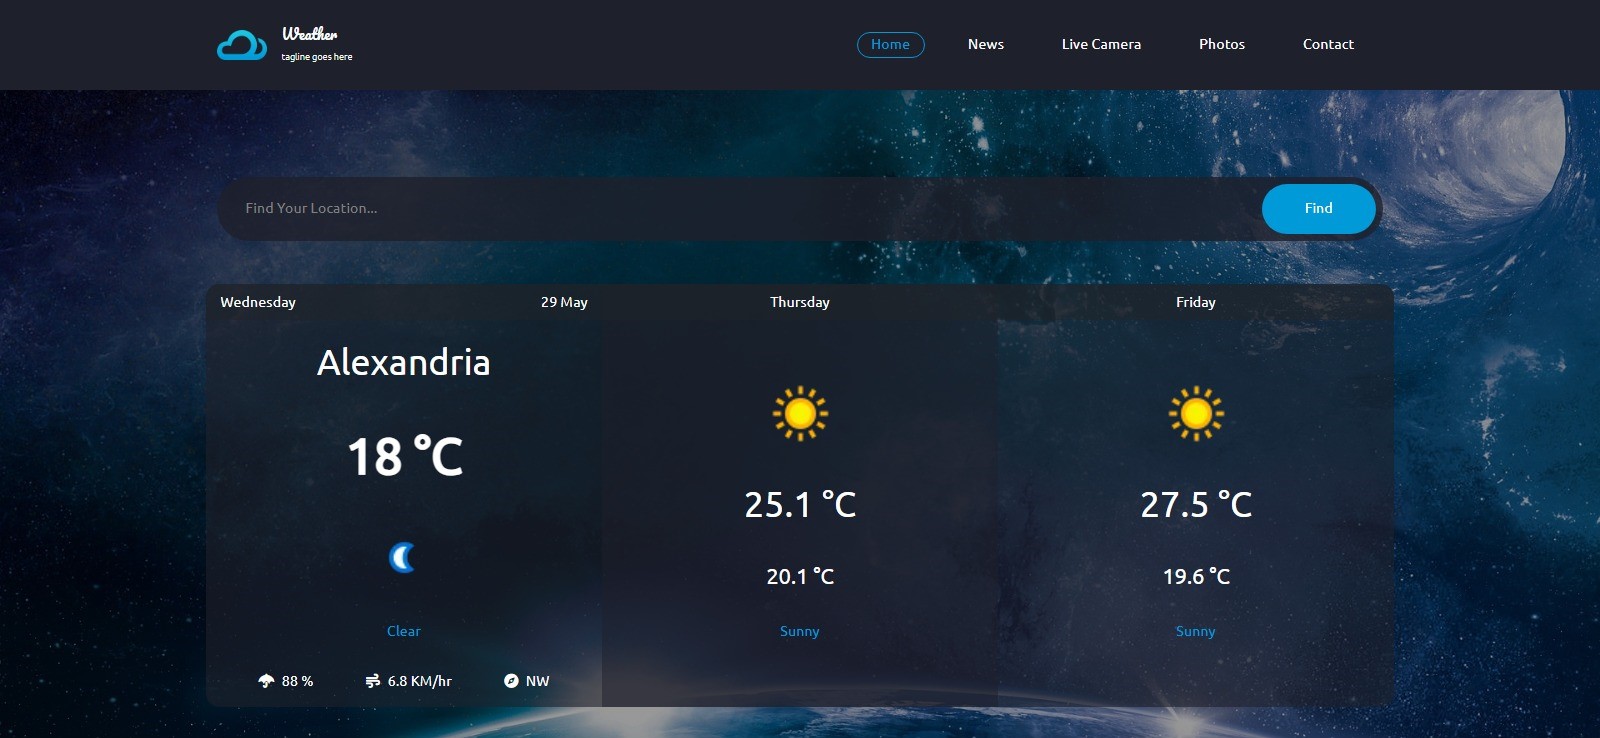 Weather
tagline goes here
Home News Live Camera Photos Contact
Find Your Location... Find
Wednesday 29 May Thursday Friday
Alexandria
18 °C
25.1 °C 27.5 °C
20.1 °C 19.6 °C
Clear Sunny Sunny
88 % 6.8 KM/hr NW